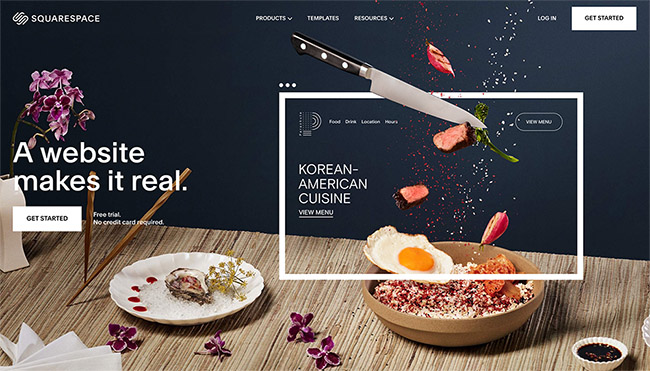 SQUARESPACE
PRODUCTS TEMPLATES RESOURCES
LOG IN
GET STARTED
Food Drink Location Hours
VIEW MENU
A website
makes it real.
KOREAN-
AMERICAN
CUISINE
VIEW MENU
GET STARTED
Free trial.
No credit card required.